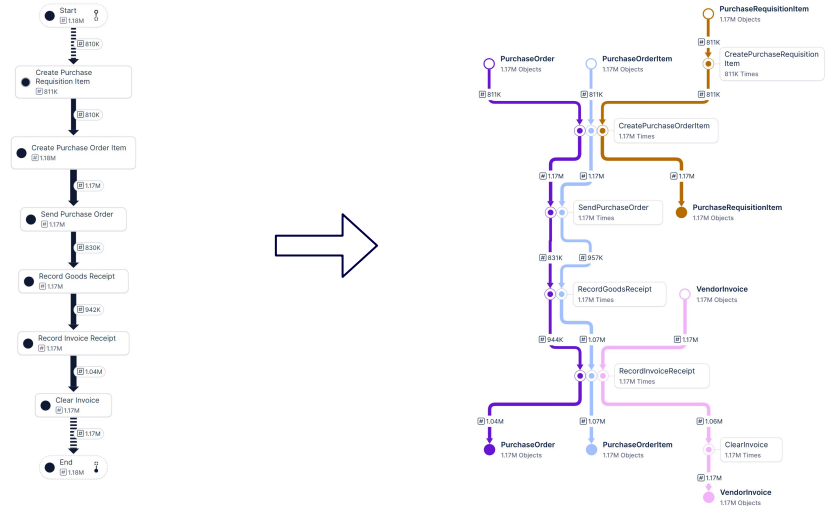 Start
1.18M
810K
Create Purchase
Requisition Item
811K
810K
Create Purchase Order Item
1.18M
1.17M
Send Purchase Order
1.17M
830K
Record Goods Receipt
1.17M
942K
Record Invoice Receipt
1.17M
1.04M
Clear Invoice
1.17M
1.17M
End
1.18M
PurchaseRequisitionItem
1.17M Objects
811K
CreatePurchaseRequisition
Item
811K Times
PurchaseOrder
1.17M Objects
PurchaseOrderItem
1.17M Objects
811K
811K
811K
CreatePurchaseOrderItem
1.17M Times
1.17M
1.17M
1.17M
SendPurchaseOrder
1.17M Times
PurchaseRequisitionItem
1.17M Objects
831K
957K
RecordGoodsReceipt
1.17M Times
VendorInvoice
1.17M Objects
944K
1.07M
1.17M
RecordInvoiceReceipt
1.17M Times
1.04M
1.07M
1.06M
PurchaseOrder
1.17M Objects
PurchaseOrderItem
1.17M Objects
ClearInvoice
1.17M Times
1.17M
VendorInvoice
1.17M Objects